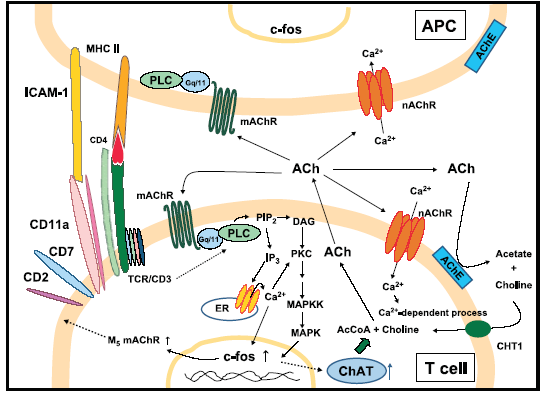 c-fos
APC
MHC II
AChE
Ca2+
PLC
Gq/11
ICAM-1
nAChR
mAChR
Ca2+
CD4
ACh
ACh
mAChR
Ca2+
nAChR
PIP2
DAG
CD11a
Gq/11
PLC
ACh
CD7
IP3
PKC
AChE
Acetate
+
Choline
CD2
TCR/CD3
Ca2+
Ca2+
ER
MAPKK
Ca2+-dependent process
AcCoA + Choline
MAPK
M5 mAChR ↑
CHT1
c-fos ↑
ChAT ↑
T cell